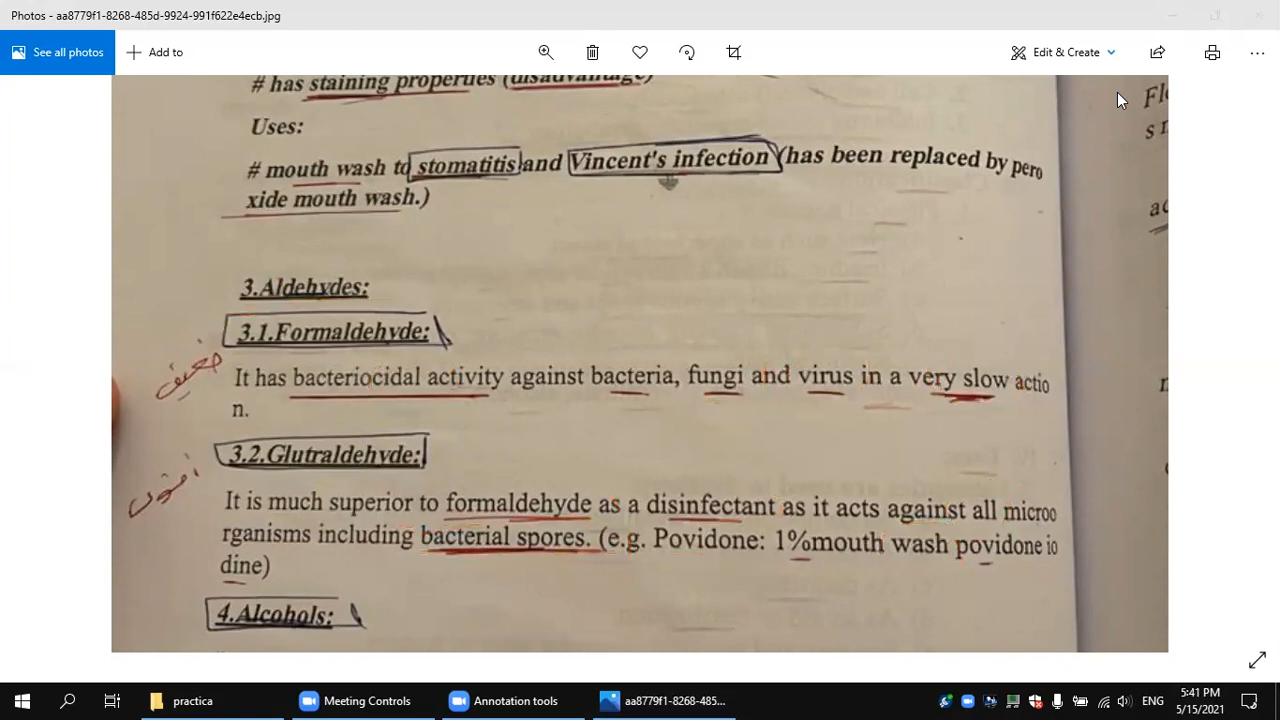 Photos - aa8779f1-8268-485d-9924-991f622e4ecb.jpg
See all photos
Add to
Edit & Create
# has staining properties (disadvantage)
Uses:
# mouth wash to stomatitis and Vincent's infection (has been replaced by pero
xide mouth wash.)
3.Aldehydes:
3.1.Formaldehyde:
ضعيف
It has bacteriocidal activity against bacteria, fungi and virus in a very slow actio
n.
3.2.Glutraldehyde:
It is much superior to formaldehyde as a disinfectant as it acts against all microo
rganisms including bacterial spores. (e.g. Povidone: 1%mouth wash povidone io
dine)
4.Alcohols:
practica
Meeting Controls
Annotation tools
aa8779f1-8268-485...
ENG
5:41 PM
5/15/2021